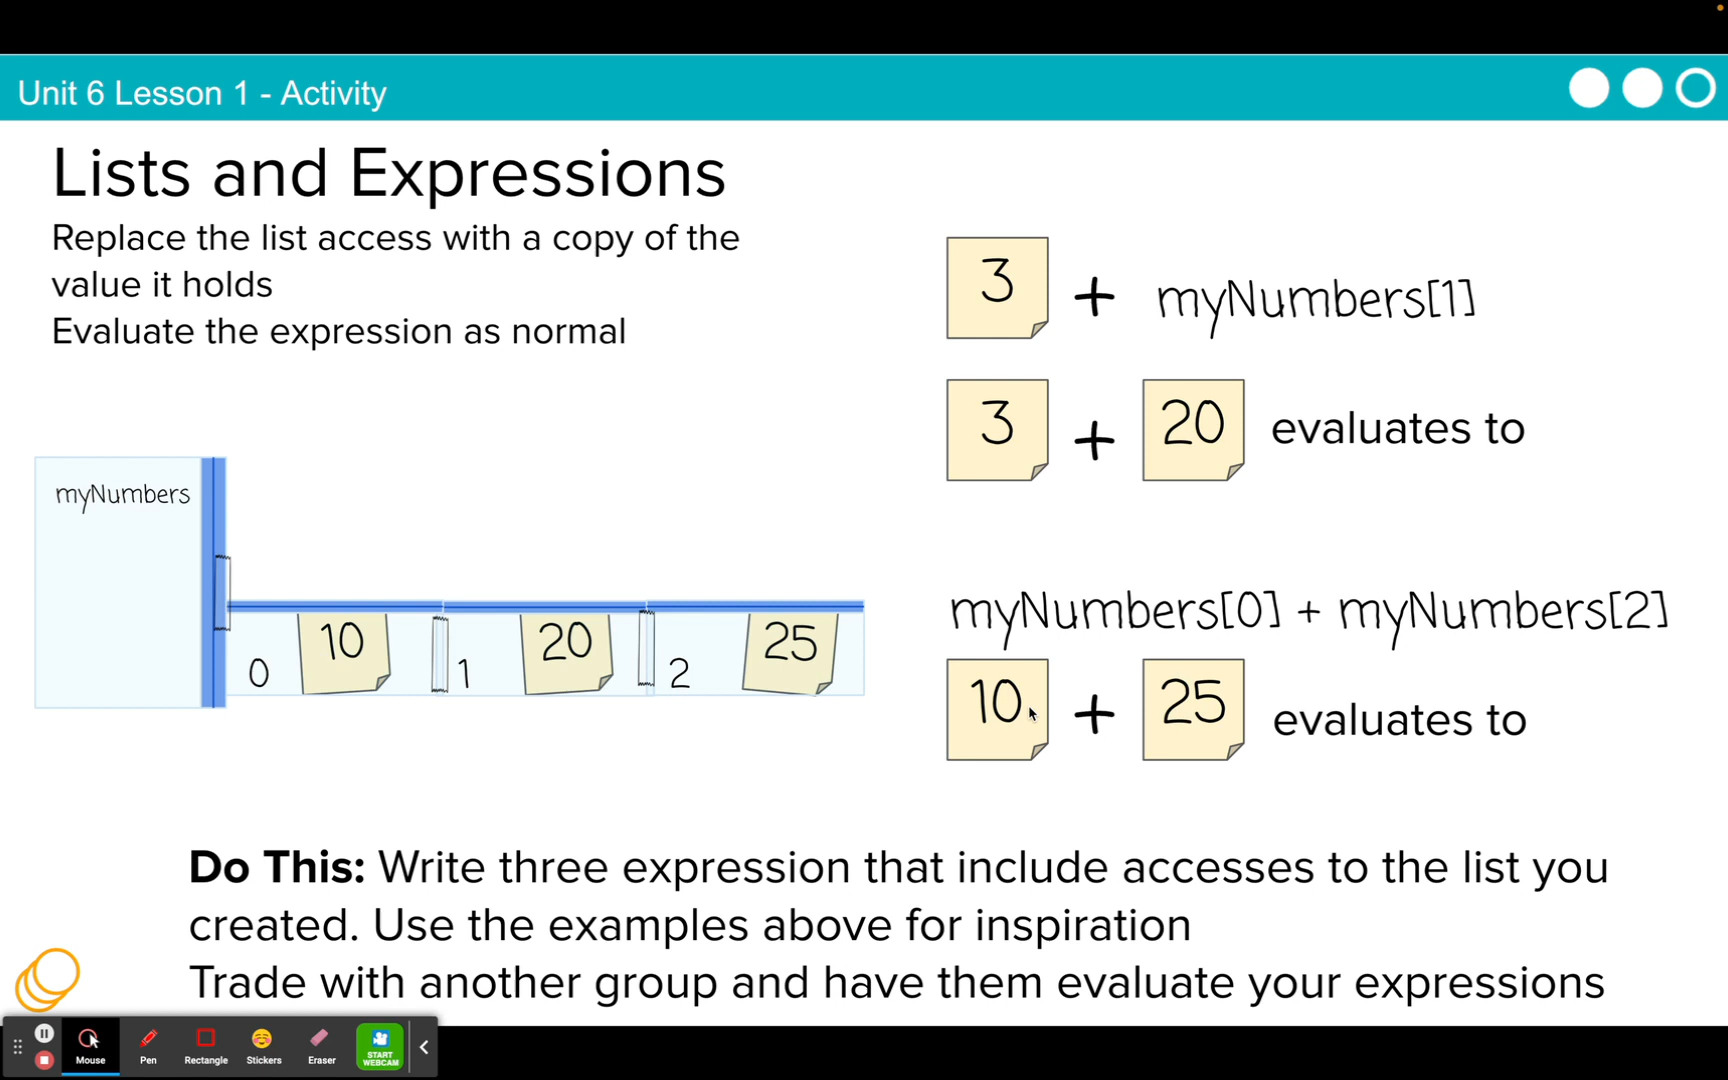 Unit 6 Lesson 1 - Activity
Lists and Expressions
Replace the list access with a copy of the
value it holds
Evaluate the expression as normal
3 + myNumbers[1]
3 + 20 evaluates to
myNumbers
0 10 1 20 2 25
myNumbers[0] + myNumbers[2]
10 + 25 evaluates to
Do This: Write three expression that include accesses to the list you
created. Use the examples above for inspiration
Trade with another group and have them evaluate your expressions
Mouse Pen Rectangle Stickers Eraser START WEBCAM